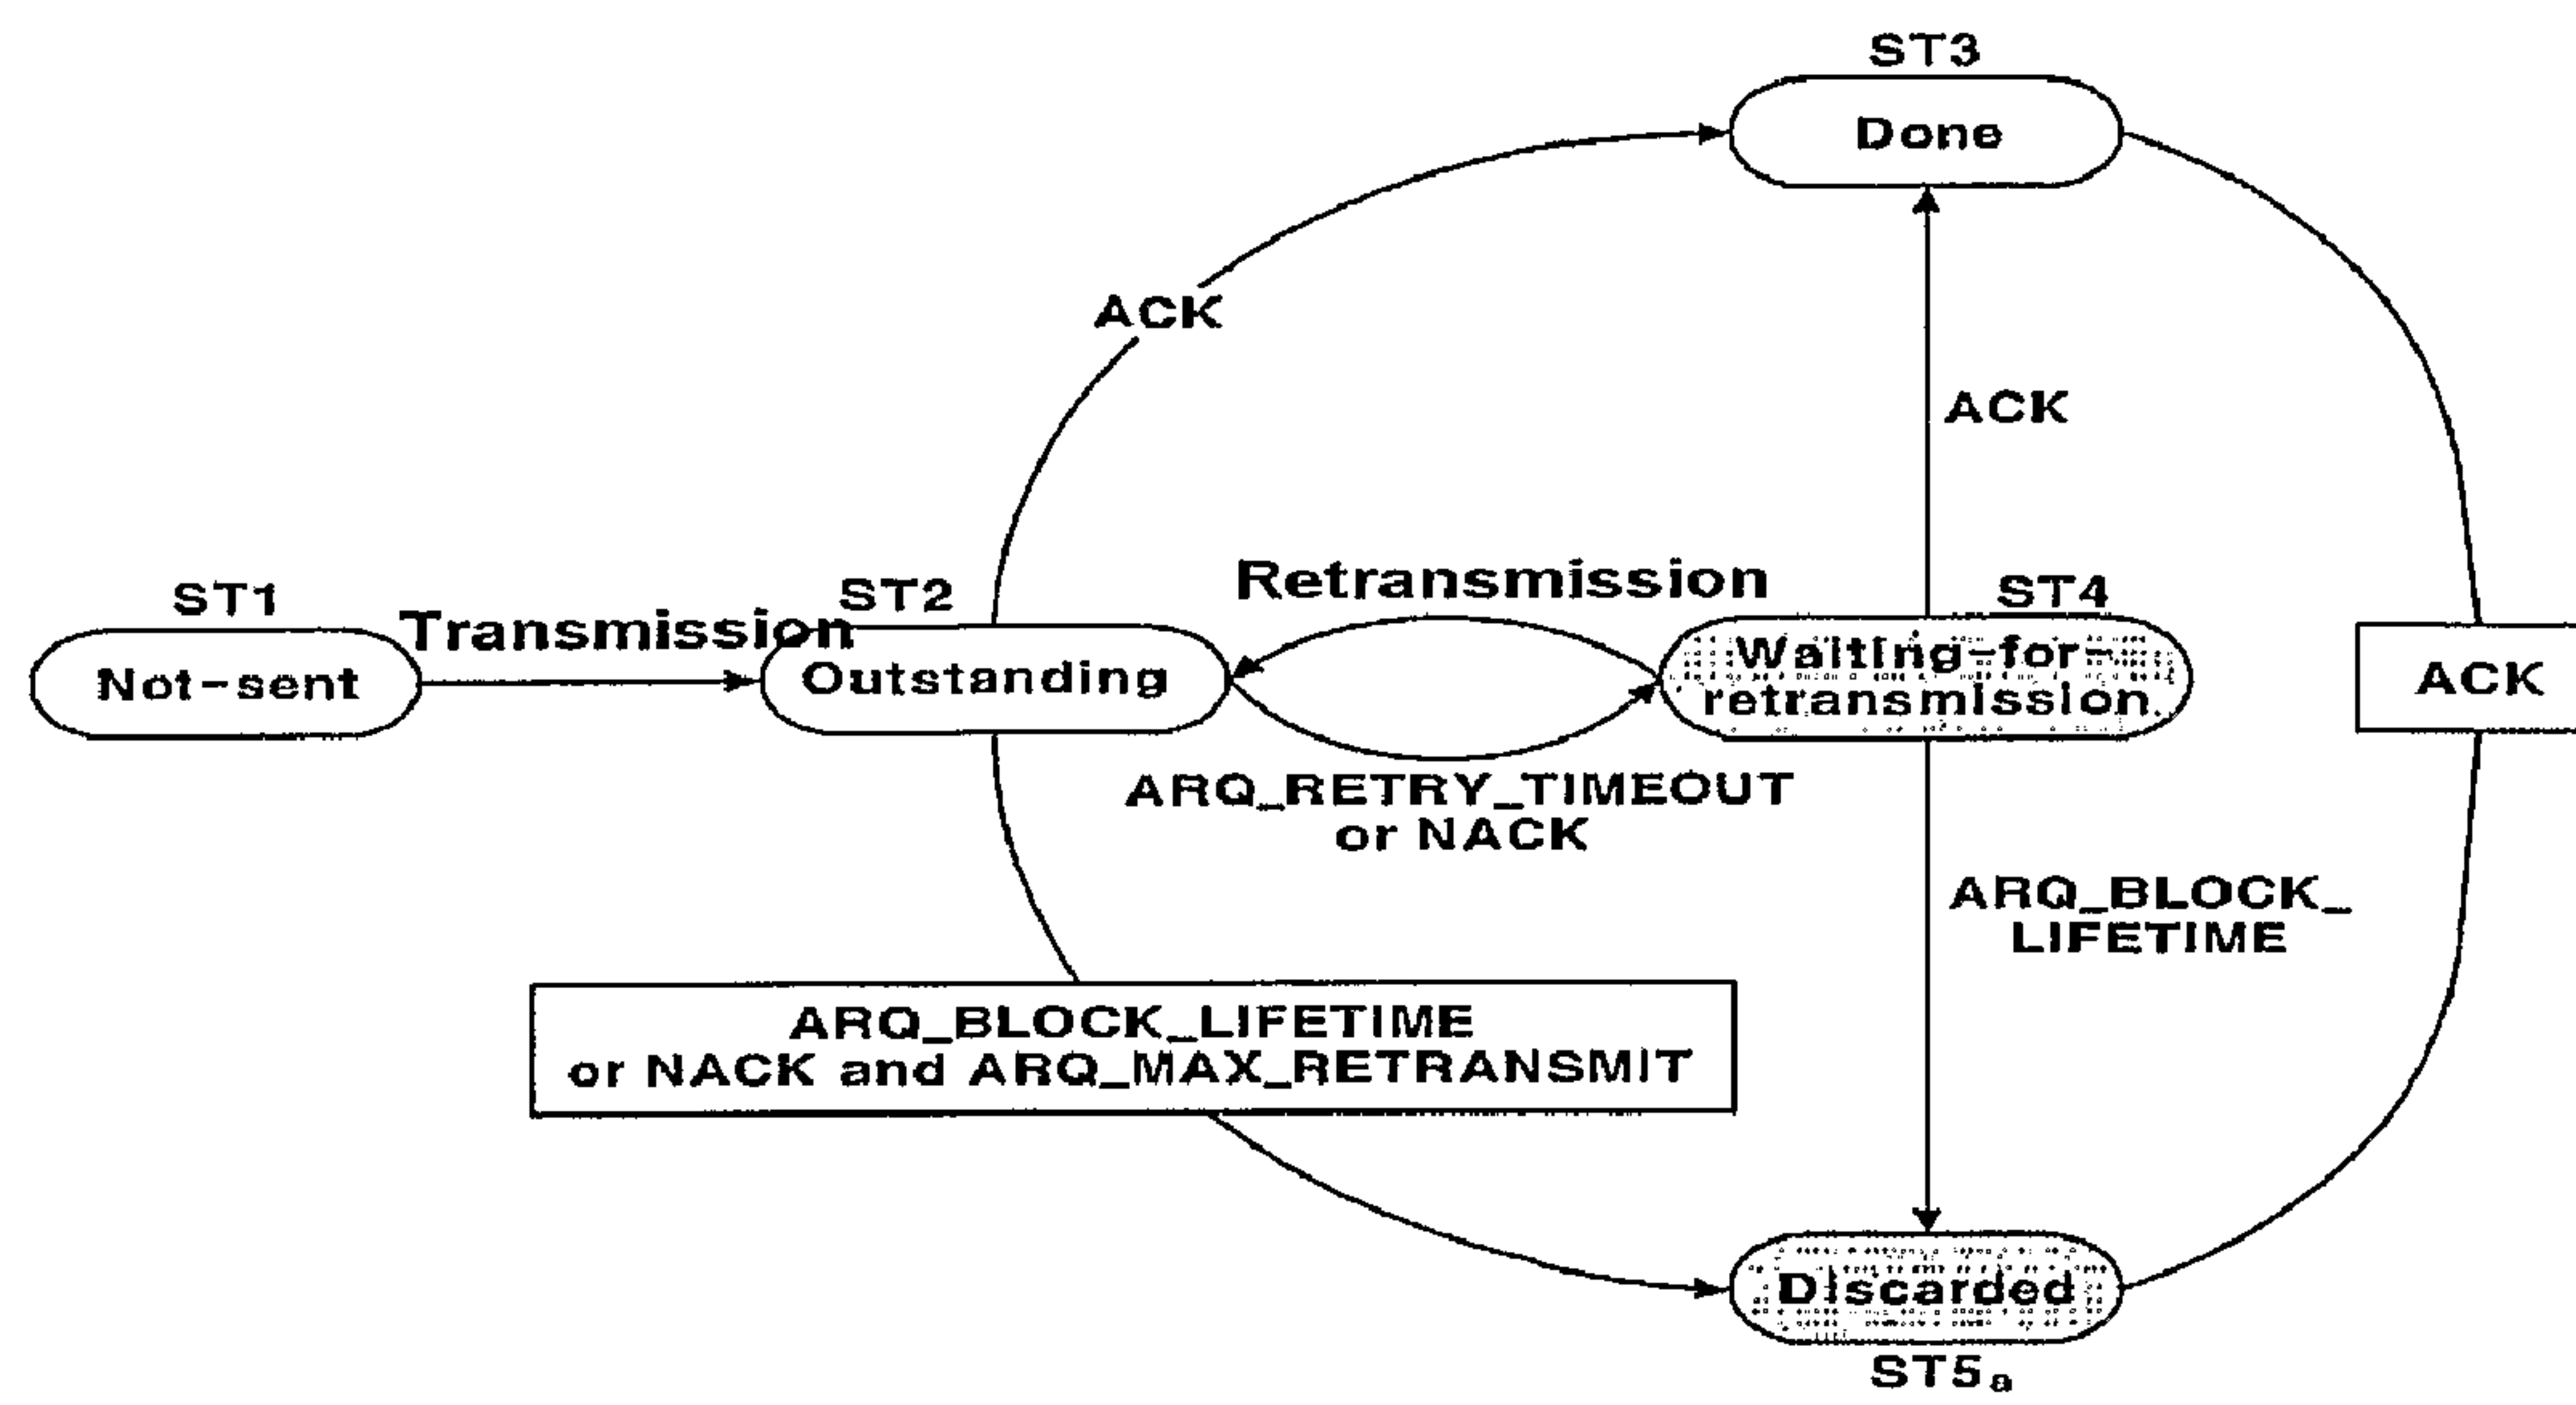 ST3
Done
ACK
ACK
ST1
Transmission
ST2
Retransmission
ST4
Not-sent
Outstanding
Waiting-for-
retransmission
ACK
ARQ_RETRY_TIMEOUT
or NACK
ARQ_BLOCK_
LIFETIME
ARQ_BLOCK_LIFETIME
or NACK and ARQ_MAX_RETRANSMIT
Discarded
ST5a